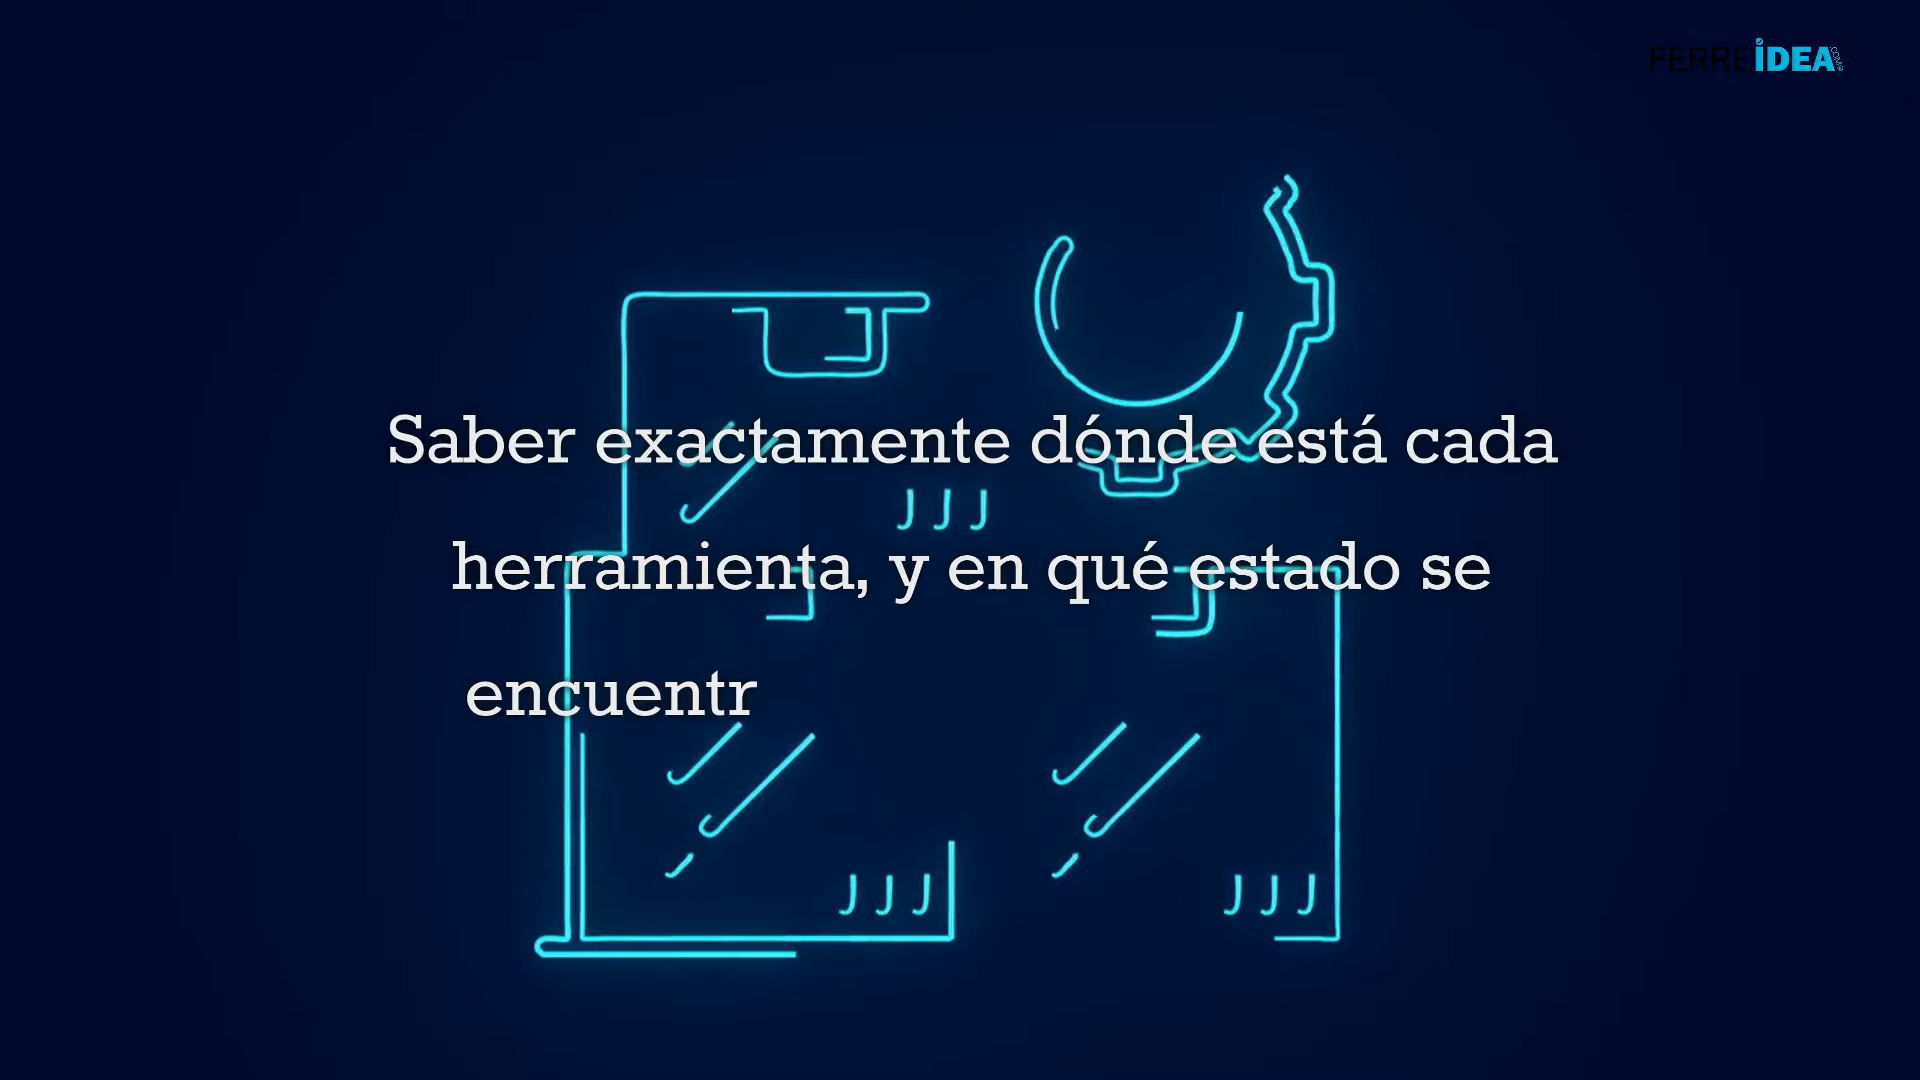 FERREiDEA
Saber exactamente dónde está cada
herramienta, y en qué estado se
encuentr